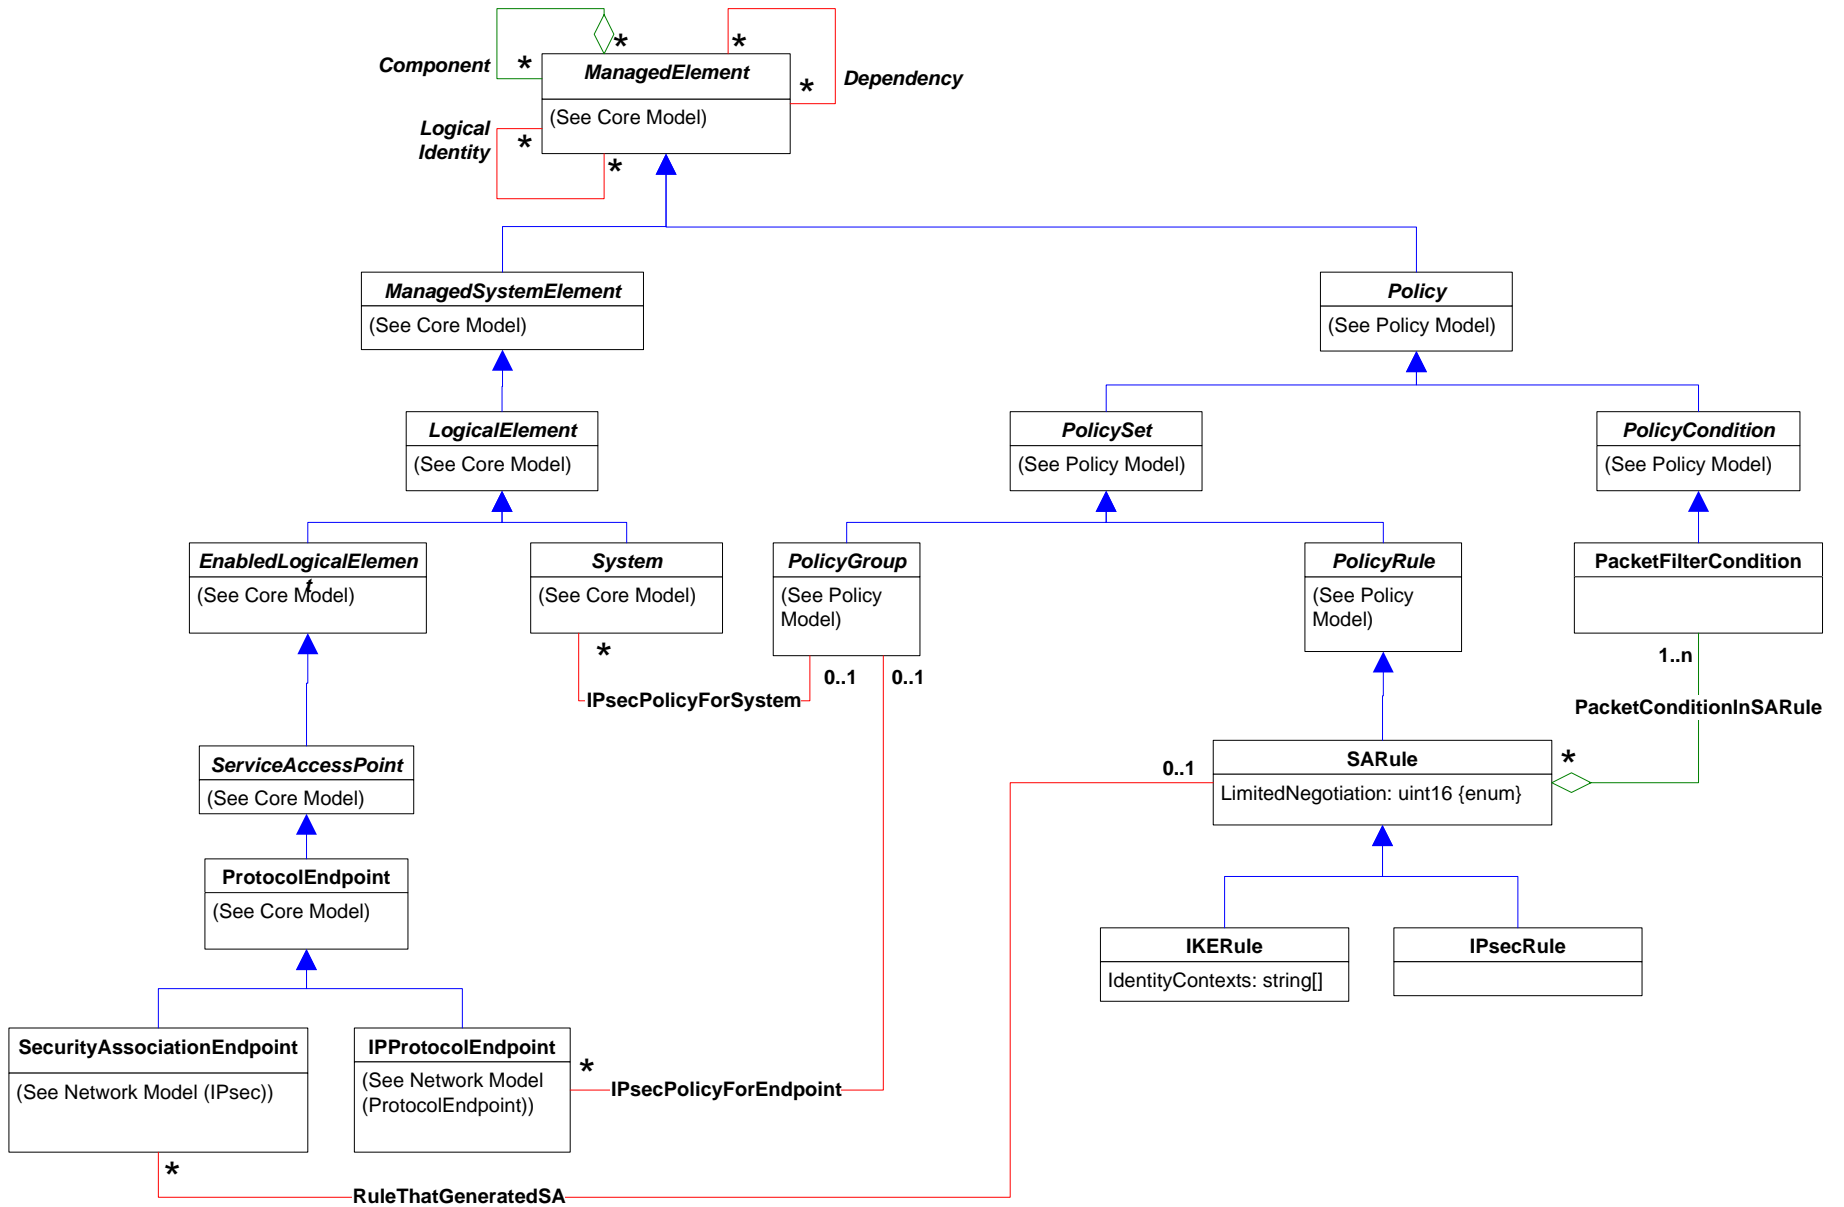 Component
*
*
ManagedElement
(See Core Model)
*
*
Dependency
Logical
Identity
*
*
ManagedSystemElement
(See Core Model)
Policy
(See Policy Model)
LogicalElement
(See Core Model)
PolicySet
(See Policy Model)
PolicyCondition
(See Policy Model)
EnabledLogicalElemen
t
(See Core Model)
System
(See Core Model)
PolicyGroup
(See Policy
Model)
PolicyRule
(See Policy
Model)
PacketFilterCondition
*
0..1
0..1
IPsecPolicyForSystem
1..n
PacketConditionInSARule
ServiceAccessPoint
(See Core Model)
0..1
SARule
LimitedNegotiation: uint16 {enum}
*
ProtocolEndpoint
(See Core Model)
IKERule
IdentityContexts: string[]
IPsecRule
SecurityAssociationEndpoint
(See Network Model (IPsec))
IPProtocolEndpoint
(See Network Model
(ProtocolEndpoint))
*
IPsecPolicyForEndpoint
*
RuleThatGeneratedSA